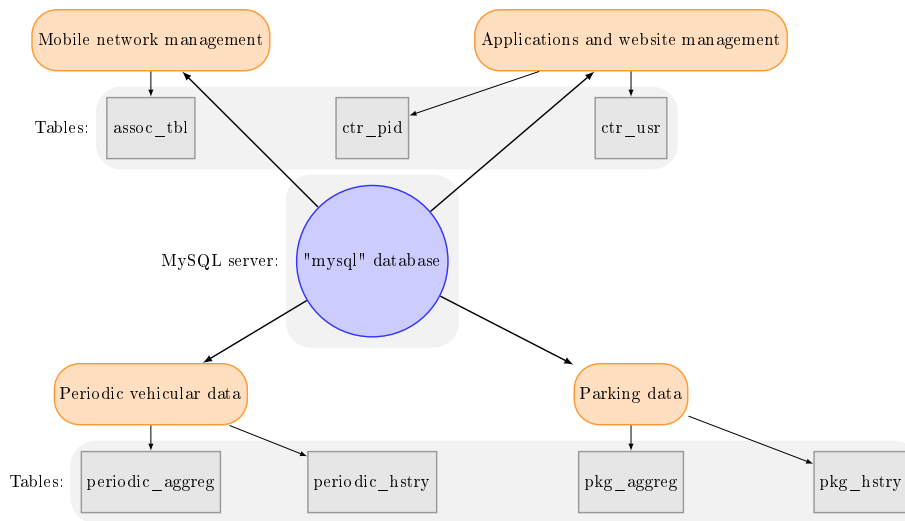 Mobile network management
Applications and website management
Tables:
assoc_tbl
ctr_pid
ctr_usr
MySQL server:
"mysql" database
Periodic vehicular data
Parking data
Tables:
periodic_aggreg
periodic_hstry
pkg_aggreg
pkg_hstry